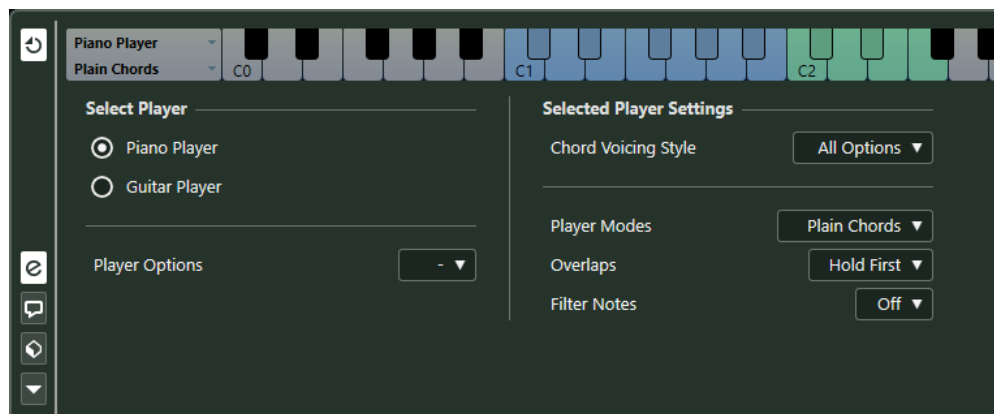 Piano Player
Plain Chords
C0
C1
C2
Select Player
Piano Player
Guitar Player
Player Options
-
Selected Player Settings
Chord Voicing Style
All Options
Player Modes
Plain Chords
Overlaps
Hold First
Filter Notes
Off
e